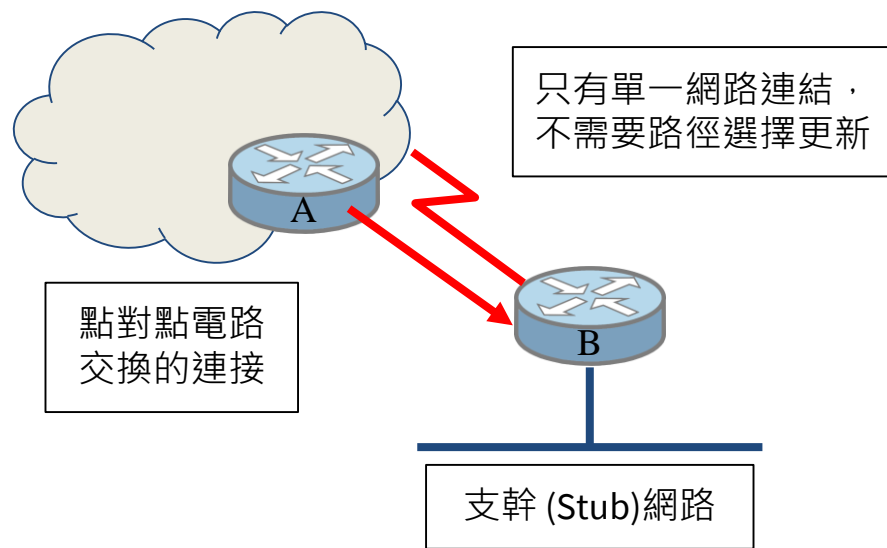 只有單一網路連結，
不需要路徑選擇更新
A
B
點對點電路
交換的連接
支幹 (Stub)網路